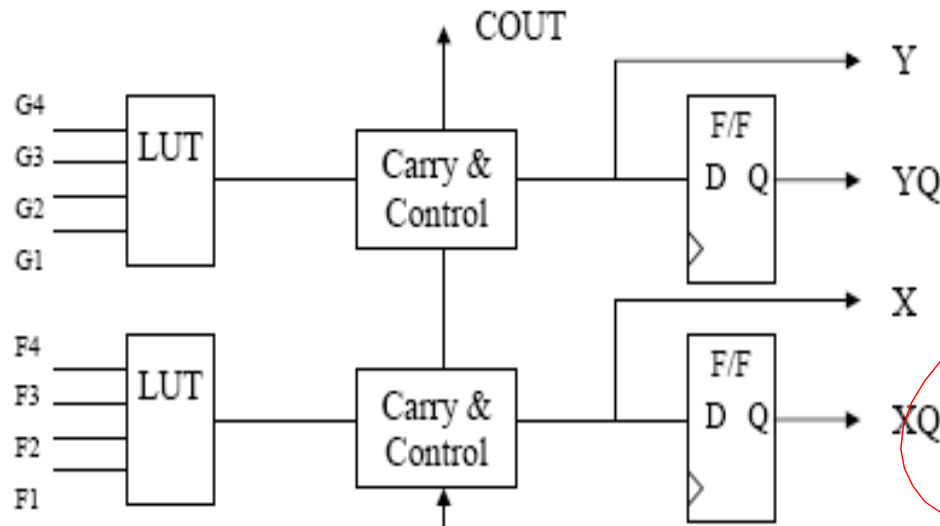 COUT
Y
G4
G3
G2
G1
LUT
Carry &
Control
F/F
D Q
YQ
X
F4
F3
F2
F1
LUT
Carry &
Control
F/F
D Q
XQ